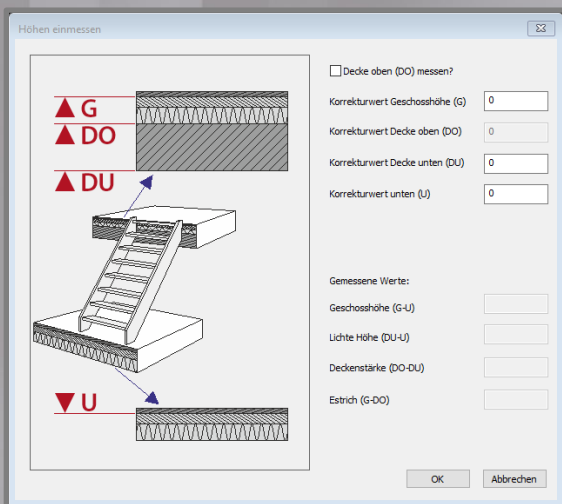 Höhen einmessen
G
DO
DU
U
Decke oben (DO) messen?
Korrekturwert Geschosshöhe (G) 0
Korrekturwert Decke oben (DO) 0
Korrekturwert Decke unten (DU) 0
Korrekturwert unten (U) 0
Gemessene Werte:
Geschosshöhe (G-U)
Lichte Höhe (DU-U)
Deckenstärke (DO-DU)
Estrich (G-DO)
OK Abbrechen